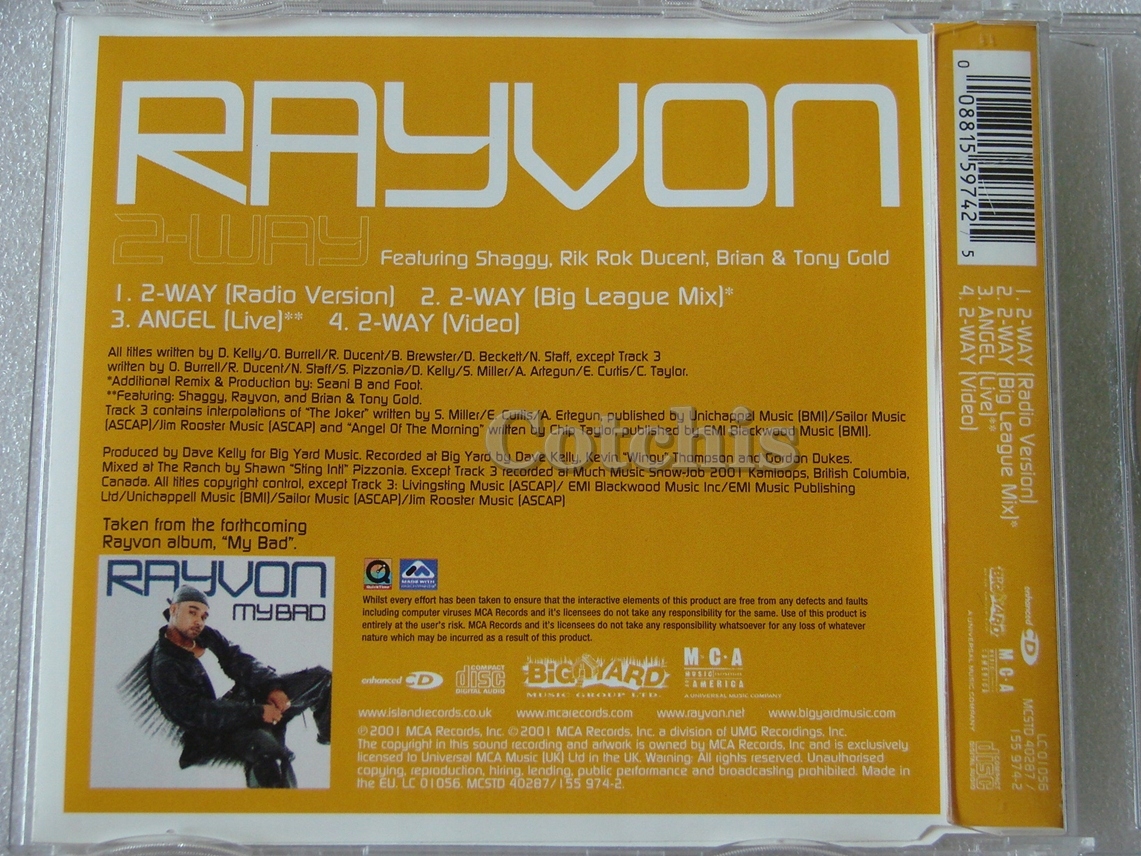 RAYVON
2-WAY
Featuring Shaggy, Rik Rok Ducent, Brian & Tony Gold
1. 2-WAY (Radio Version) 2. 2-WAY (Big League Mix)*
3. ANGEL (Live)** 4. 2-WAY (Video)
All titles written by D. Kelly/O. Burrell/R. Ducent/B. Brewster/D. Beckett/N. Staff, except Track 3
written by O. Burrell/R. Ducent/N. Staff/S. Pizzonia/D. Kelly/S. Miller/A. Artegun/E. Curtis/C. Taylor.
*Additional Remix & Production by: Seani B and Foot.
**Featuring: Shaggy, Rayvon, and Brian & Tony Gold.
Track 3 contains interpolations of "The Joker" written by S. Miller/E. Curtis/A. Ertegun, published by Unichappel Music (BMI)/Sailor Music
(ASCAP)/Jim Rooster Music (ASCAP) and "Angel Of The Morning" written by Chip Taylor, published by EMI Blackwood Music (BMI).
Cotchis
Produced by Dave Kelly for Big Yard Music. Recorded at Big Yard by Dave Kelly, Kevin "Wingy" Thompson and Gordon Dukes.
Mixed at The Ranch by Shawn "Sting Intl" Pizzonia. Except Track 3 recorded at Much Music Snow-Job 2001 Kamloops, British Columbia,
Canada. All titles copyright control, except Track 3: Livingsting Music (ASCAP)/ EMI Blackwood Music Inc/EMI Music Publishing
Ltd/Unichappell Music (BMI)/Sailor Music (ASCAP)/Jim Rooster Music (ASCAP)
Taken from the forthcoming
Rayvon album, "My Bad".
RAYVON
MY BAD
MADE WITH
Whilst every effort has been taken to ensure that the interactive elements of this product are free from any defects and faults
including computer viruses MCA Records and it's licensees do not take any responsibility for the same. Use of this product is
entirely at the user's risk. MCA Records and it's licensees do not take any responsibility whatsoever for any loss of whatever
nature which may be incurred as a result of this product.
enhanced CD
COMPACT disc DIGITAL AUDIO
BIG YARD
MUSIC GROUP LTD.
M·C·A
MUSIC
AMERICA
A UNIVERSAL MUSIC COMPANY
www.islandrecords.co.uk www.mcarecords.com www.rayvon.net www.bigyardmusic.com
℗2001 MCA Records, Inc. ©2001 MCA Records, Inc. a division of UMG Recordings, Inc.
The copyright in this sound recording and artwork is owned by MCA Records, Inc and is exclusively
licensed to Universal MCA Music (UK) Ltd in the UK. Warning: All rights reserved. Unauthorised
copying, reproduction, hiring, lending, public performance and broadcasting prohibited. Made in
the EU. LC 01056. MCSTD 40287/155 974-2.
0 08815 59742 5
1. 2-WAY (Radio Version)
2. 2-WAY (Big League Mix)*
3. ANGEL (Live)**
4. 2-WAY (Video)
BIG YARD
M·C·A
A UNIVERSAL MUSIC COMPANY
enhanced CD
disc
LC 01056
MCSTD 40287 /
155 974-2